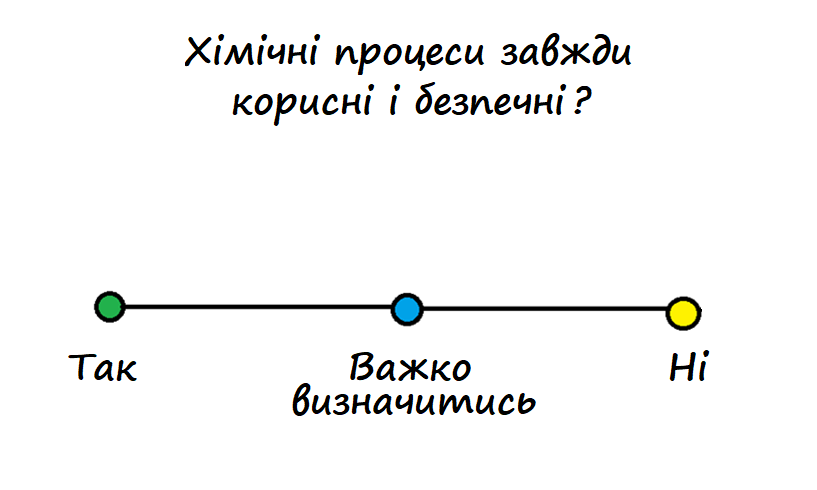 Хімічні процеси завжди
корисні і безпечні?
Так
Важко
визначитись
Ні